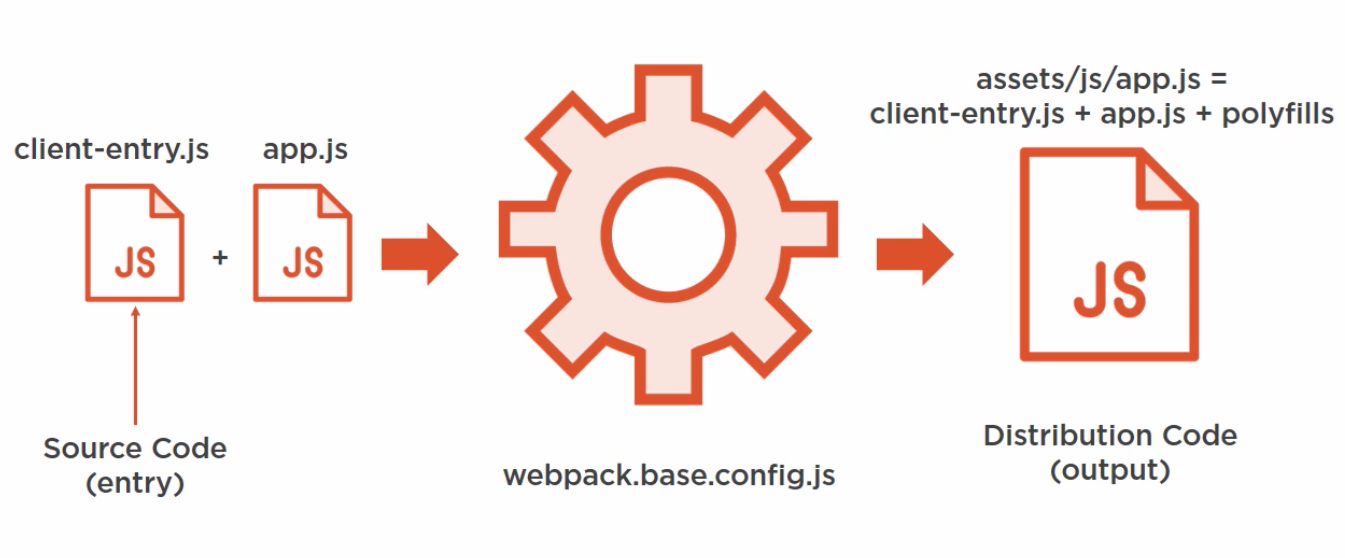 client-entry.js
app.js
JS
+
JS
Source Code
(entry)
webpack.base.config.js
assets/js/app.js =
client-entry.js + app.js + polyfills
JS
Distribution Code
(output)